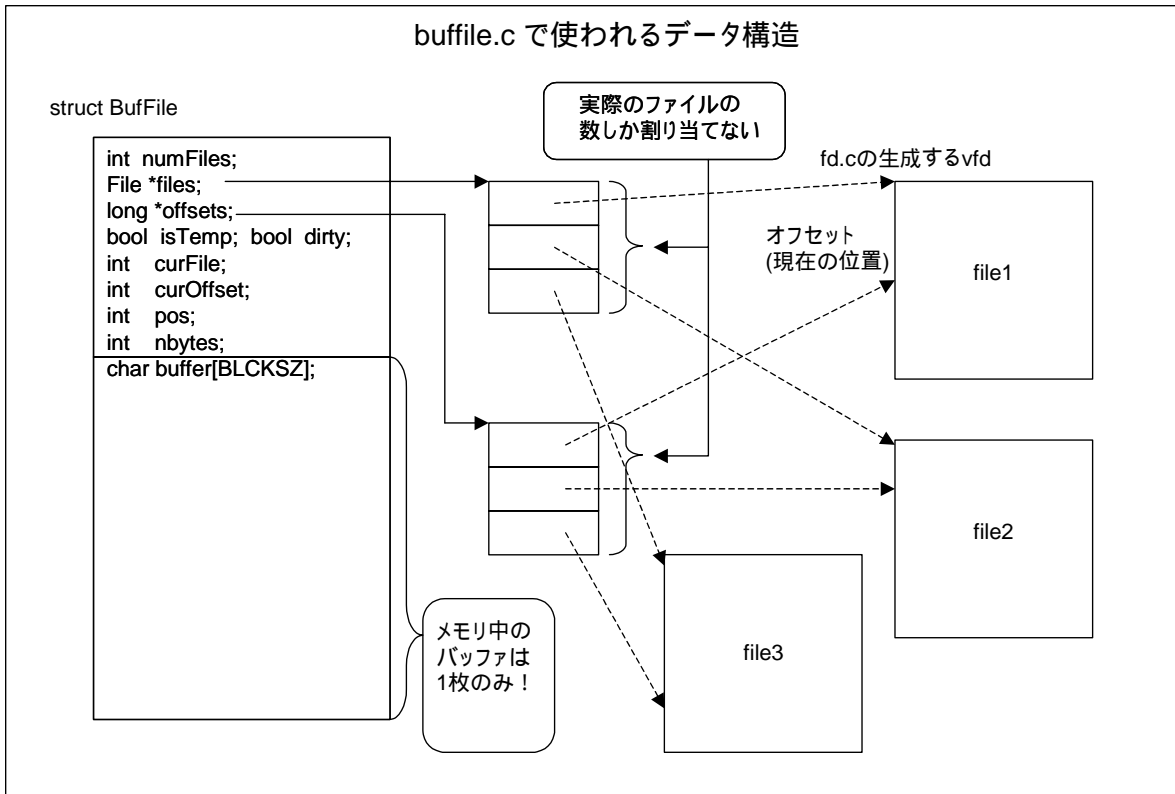 buffile.c で使われるデータ構造
struct BufFile
int numFiles;
File *files;
long *offsets;
bool isTemp; bool dirty;
int curFile;
int curOffset;
int pos;
int nbytes;
char buffer[BLCKSZ];
実際のファイルの
数しか割り当てない
fd.cの生成するvfd
オフセット
(現在の位置)
file1
file2
file3
メモリ中の
バッファは
1枚のみ！